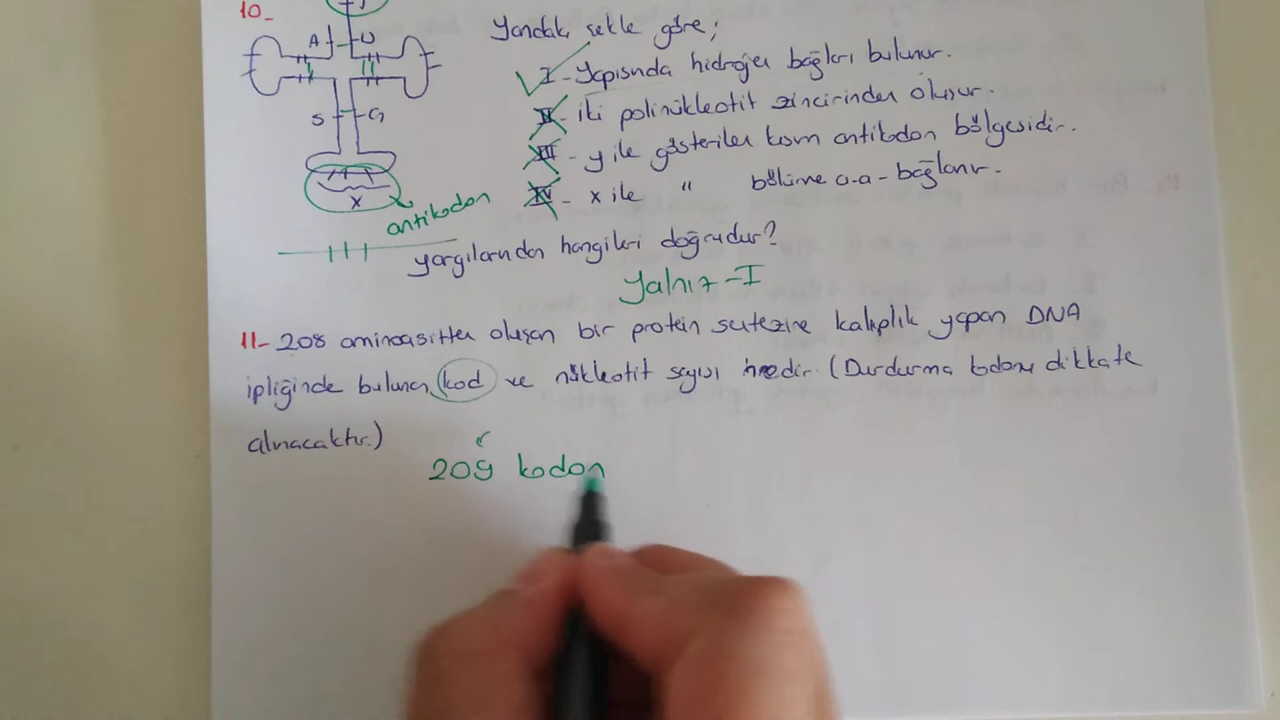 10_
Yandaki şekle göre;
A U
I - Yapısında hidrojen bağları bulunur.
II - iki polinükleotit zincirinden oluşur.
S G
III - y ile gösterilen kısım antikodon bölgesidir.
IV - x ile " bölüme a.a - bağlanır.
x
antikodon
yargılarından hangileri doğrudur?
Yalnız - I
11_ 208 aminoasitten oluşan bir protein sentezine kalıplık yapan DNA
ipliğinde bulunan kod ve nükleotit sayısı nedir. (Durdurma kodonu dikkate
alınacaktır.)
209 kodon